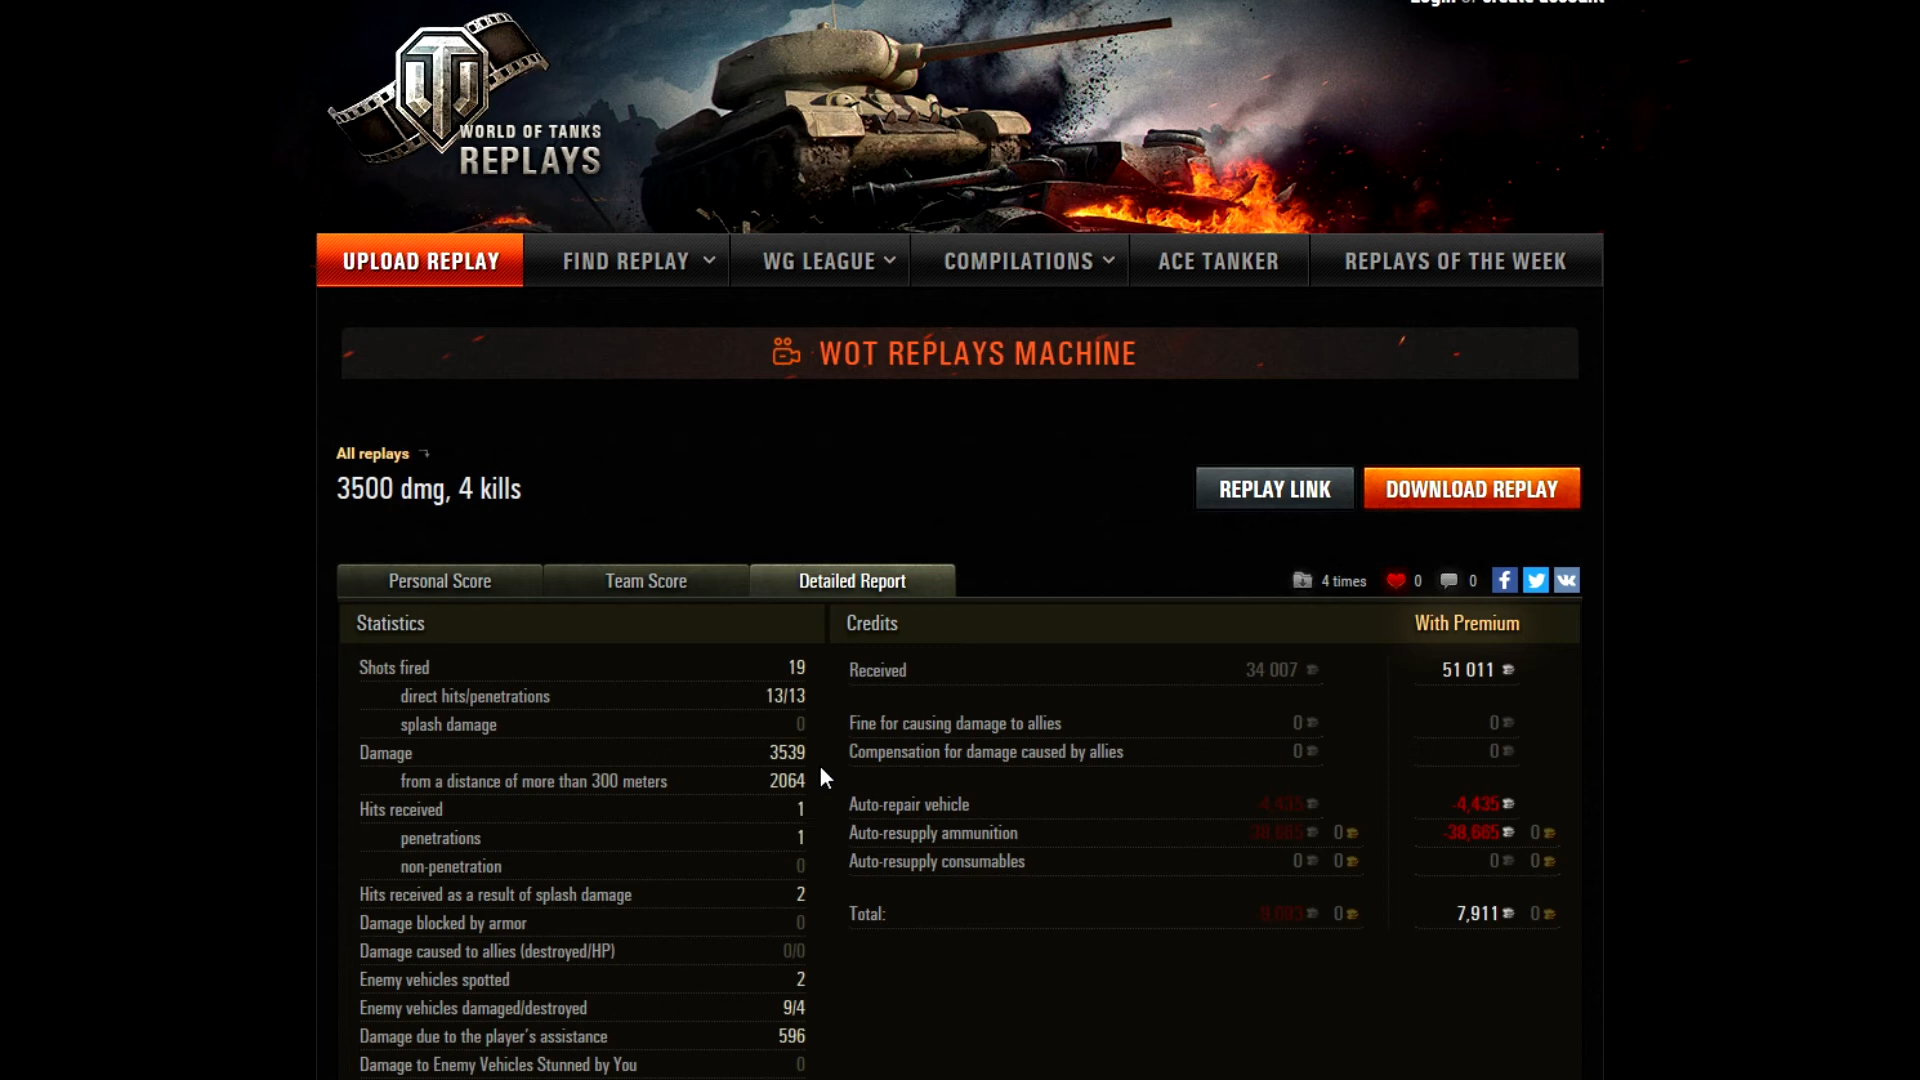 Login or create account
WORLD OF TANKS
REPLAYS
UPLOAD REPLAY FIND REPLAY WG LEAGUE COMPILATIONS ACE TANKER REPLAYS OF THE WEEK
WOT REPLAYS MACHINE
All replays
3500 dmg, 4 kills
REPLAY LINK DOWNLOAD REPLAY
Personal Score Team Score Detailed Report 4 times 0 0
Statistics Credits With Premium
Shots fired 19
Received 34 007 51 011
direct hits/penetrations 13/13
splash damage 0
Fine for causing damage to allies 0 0
Damage 3539
Compensation for damage caused by allies 0 0
from a distance of more than 300 meters 2064
Hits received 1
Auto-repair vehicle -4,435 -4,435
penetrations 1
Auto-resupply ammunition 0 -38,665 0
non-penetration 0
Auto-resupply consumables 0 0 0 0
Hits received as a result of splash damage 2
Total: 0 7,911 0
Damage blocked by armor 0
Damage caused to allies (destroyed/HP) 0/0
Enemy vehicles spotted 2
Enemy vehicles damaged/destroyed 9/4
Damage due to the player's assistance 596
Damage to Enemy Vehicles Stunned by You 0